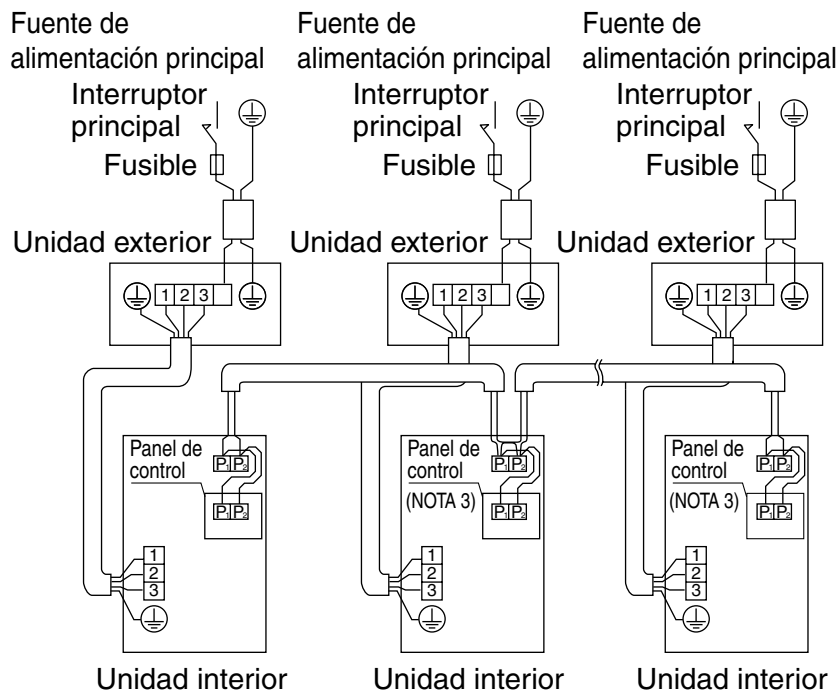 Fuente de
alimentación principal
Interruptor
principal
Fusible
Unidad exterior
1 2 3
Panel de
control
P1 P2
P1 P2
1
2
3
Unidad interior
Fuente de
alimentación principal
Interruptor
principal
Fusible
Unidad exterior
1 2 3
Panel de
control
(NOTA 3)
P1 P2
P1 P2
1
2
3
Unidad interior
Fuente de
alimentación principal
Interruptor
principal
Fusible
Unidad exterior
1 2 3
Panel de
control
(NOTA 3)
P1 P2
P1 P2
1
2
3
Unidad interior